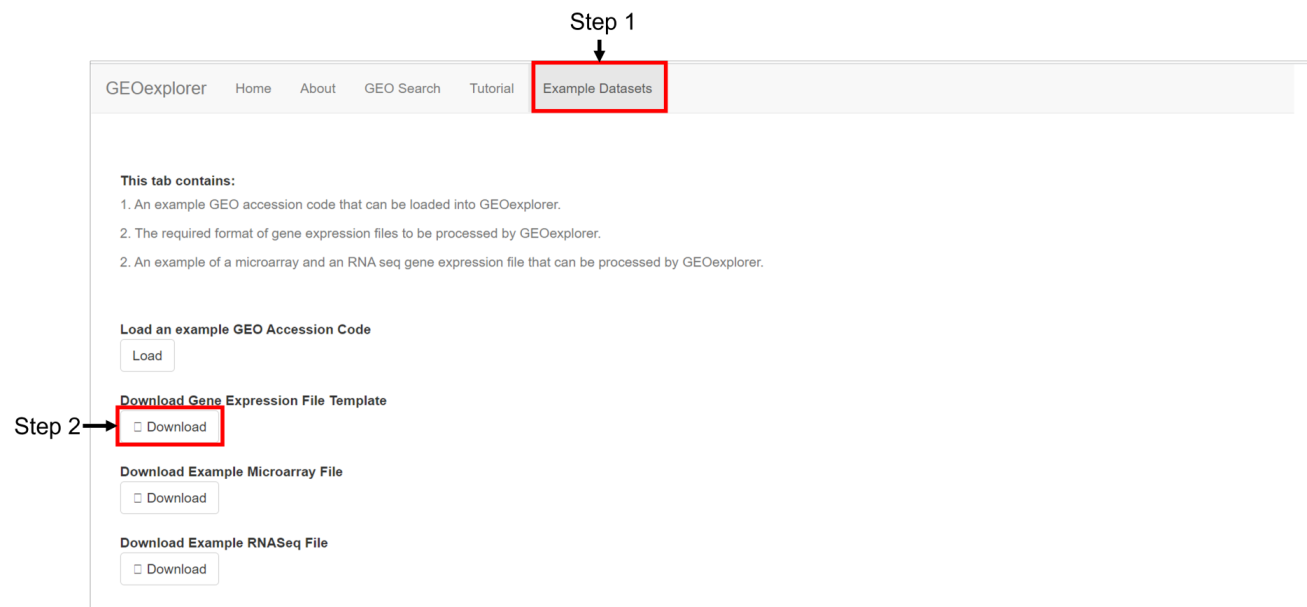 Step 1
GEOexplorer Home About GEO Search Tutorial Example Datasets
This tab contains:
1. An example GEO accession code that can be loaded into GEOexplorer.
2. The required format of gene expression files to be processed by GEOexplorer.
2. An example of a microarray and an RNA seq gene expression file that can be processed by GEOexplorer.
Load an example GEO Accession Code
Load
Download Gene Expression File Template
Step 2 Download
Download Example Microarray File
Download
Download Example RNASeq File
Download